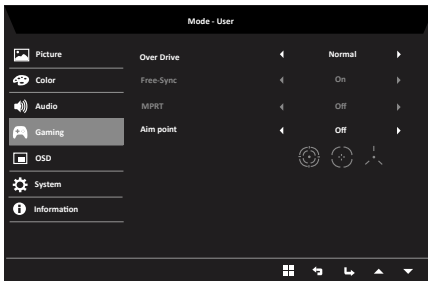 Mode - User
Picture
Over Drive Normal
Color
Free-Sync On
Audio
MPRT Off
Gaming
Aim point Off
OSD
System
Information